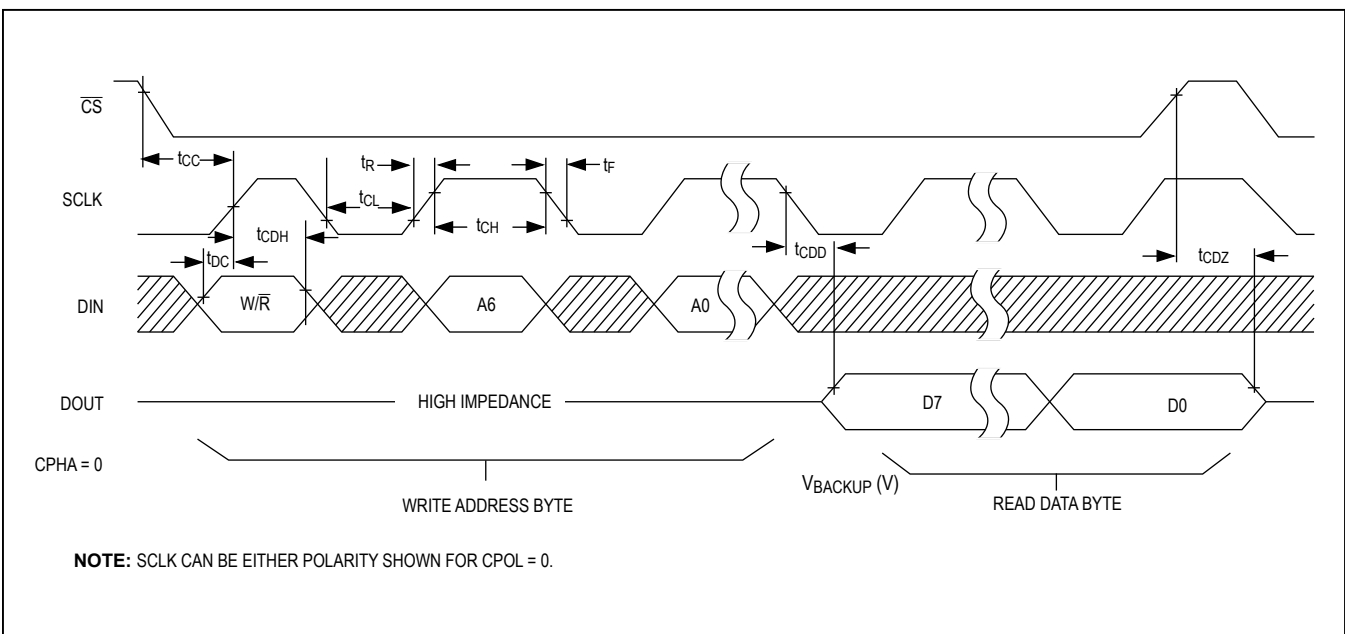 CS
tCC
tR
tF
SCLK
tCL
tCH
tCDH
tDC
tCDD
tCDZ
DIN
W/R
A6
A0
DOUT
HIGH IMPEDANCE
D7
D0
CPHA = 0
VBACKUP (V)
WRITE ADDRESS BYTE
READ DATA BYTE
NOTE: SCLK CAN BE EITHER POLARITY SHOWN FOR CPOL = 0.